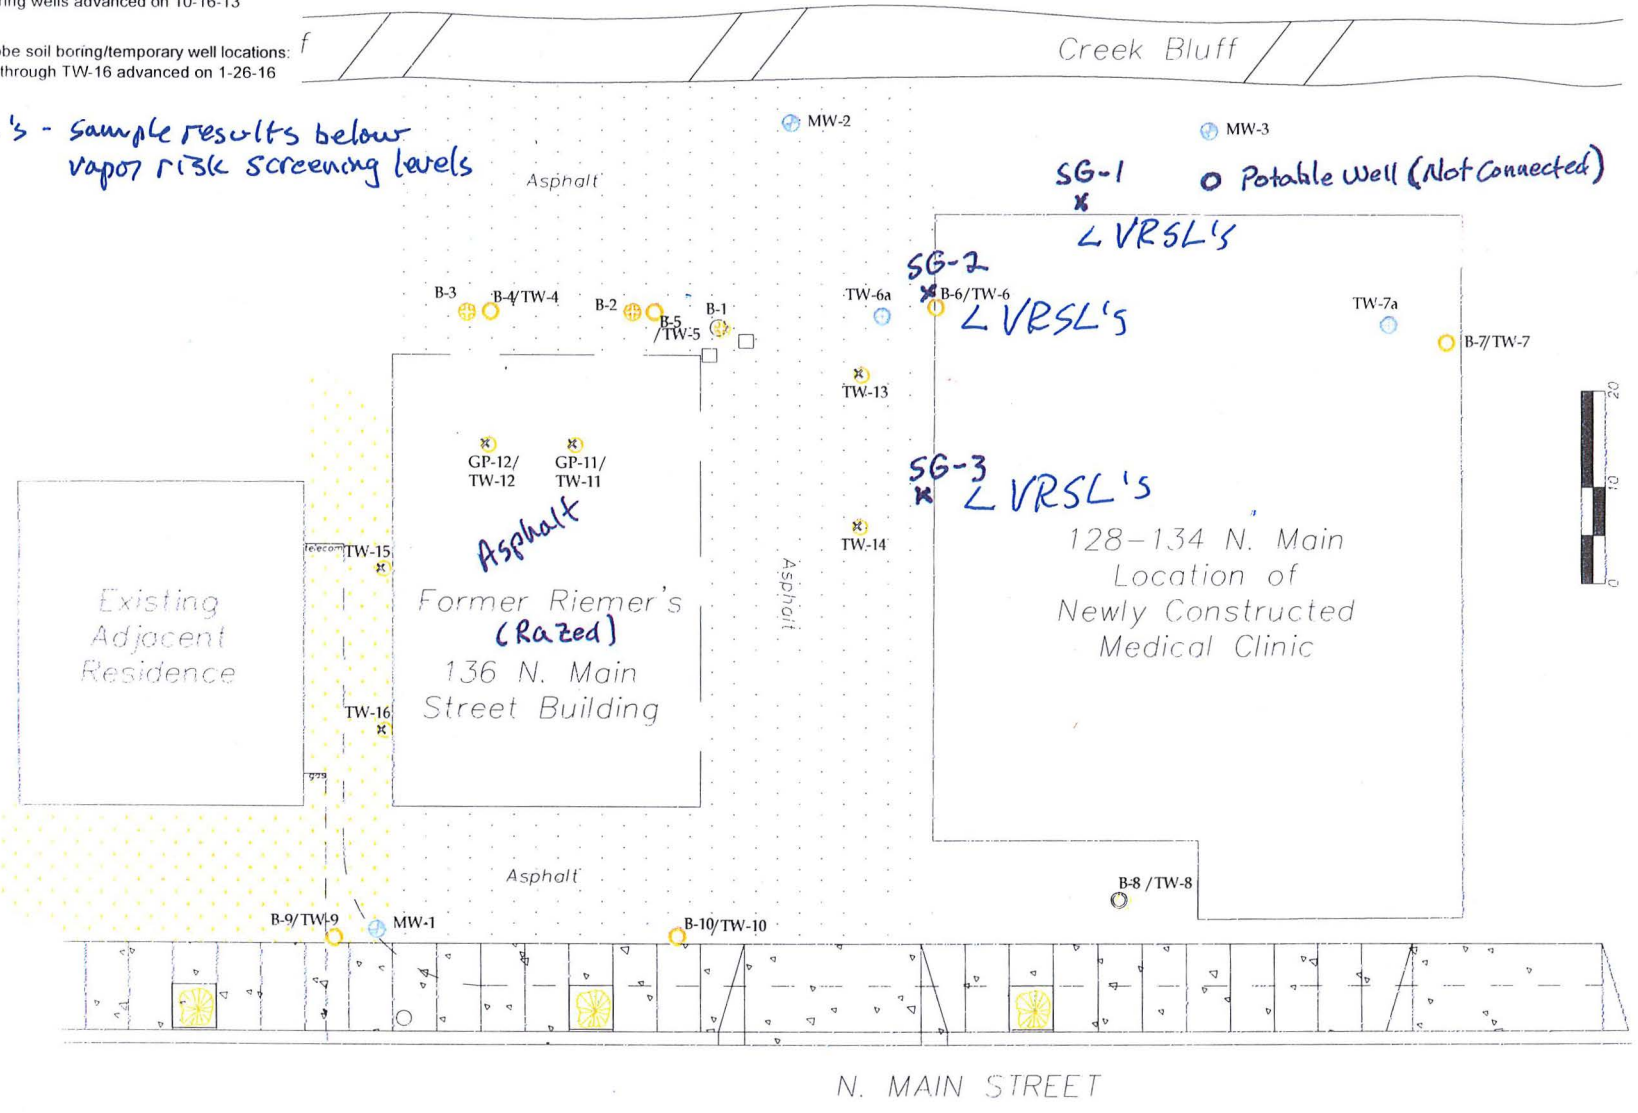 ring wells advanced on 10-16-13
be soil boring/temporary well locations:
through TW-16 advanced on 1-26-16
f
Creek Bluff
's - sample results below
vapor risk screening levels
MW-2
MW-3
Asphalt
SG-1
Potable Well (Not Connected)
< VRSL's
SG-2
B-3
B-4/TW-4
B-2
B-5
/TW-5
B-1
TW-6a
B-6/TW-6
< VRSL's
TW-7a
B-7/TW-7
TW-13
20
GP-12/
TW-12
GP-11/
TW-11
SG-3
< VRSL's
10
Asphalt
TW-14
128-134 N. Main
Location of
Newly Constructed
Medical Clinic
telecom
TW-15
Asphalt
0
Existing
Adjacent
Residence
Former Riemer's
(Razed)
136 N. Main
Street Building
TW-16
gas
Asphalt
B-8 /TW-8
B-9/TW-9
MW-1
B-10/TW-10
N. MAIN STREET